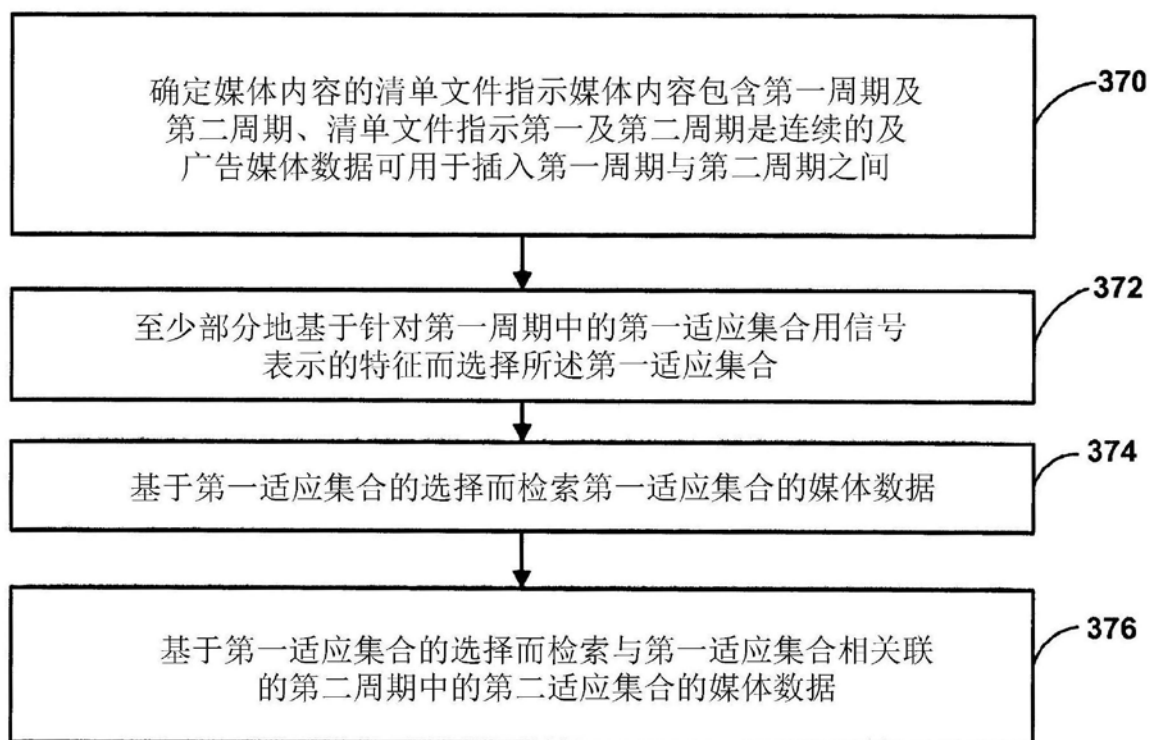 确定媒体内容的清单文件指示媒体内容包含第一周期及
第二周期、清单文件指示第一及第二周期是连续的及
广告媒体数据可用于插入第一周期与第二周期之间
370
至少部分地基于针对第一周期中的第一适应集合用信号
表示的特征而选择所述第一适应集合
372
基于第一适应集合的选择而检索第一适应集合的媒体数据
374
基于第一适应集合的选择而检索与第一适应集合相关联
的第二周期中的第二适应集合的媒体数据
376